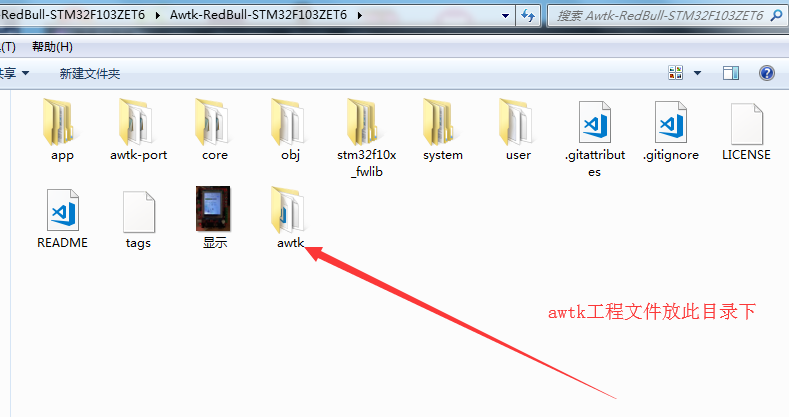 -RedBull-STM32F103ZET6 Awtk-RedBull-STM32F103ZET6 搜索 Awtk-RedBull-STM32F103ZET6
(T) 帮助(H)
共享 新建文件夹
app awtk-port core obj stm32f10x_fwlib system user .gitattributes .gitignore LICENSE
README tags 显示 awtk
awtk工程文件放此目录下